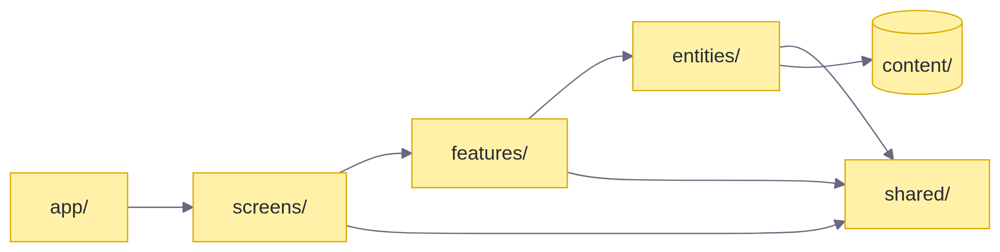 app/
screens/
features/
entities/
content/
shared/